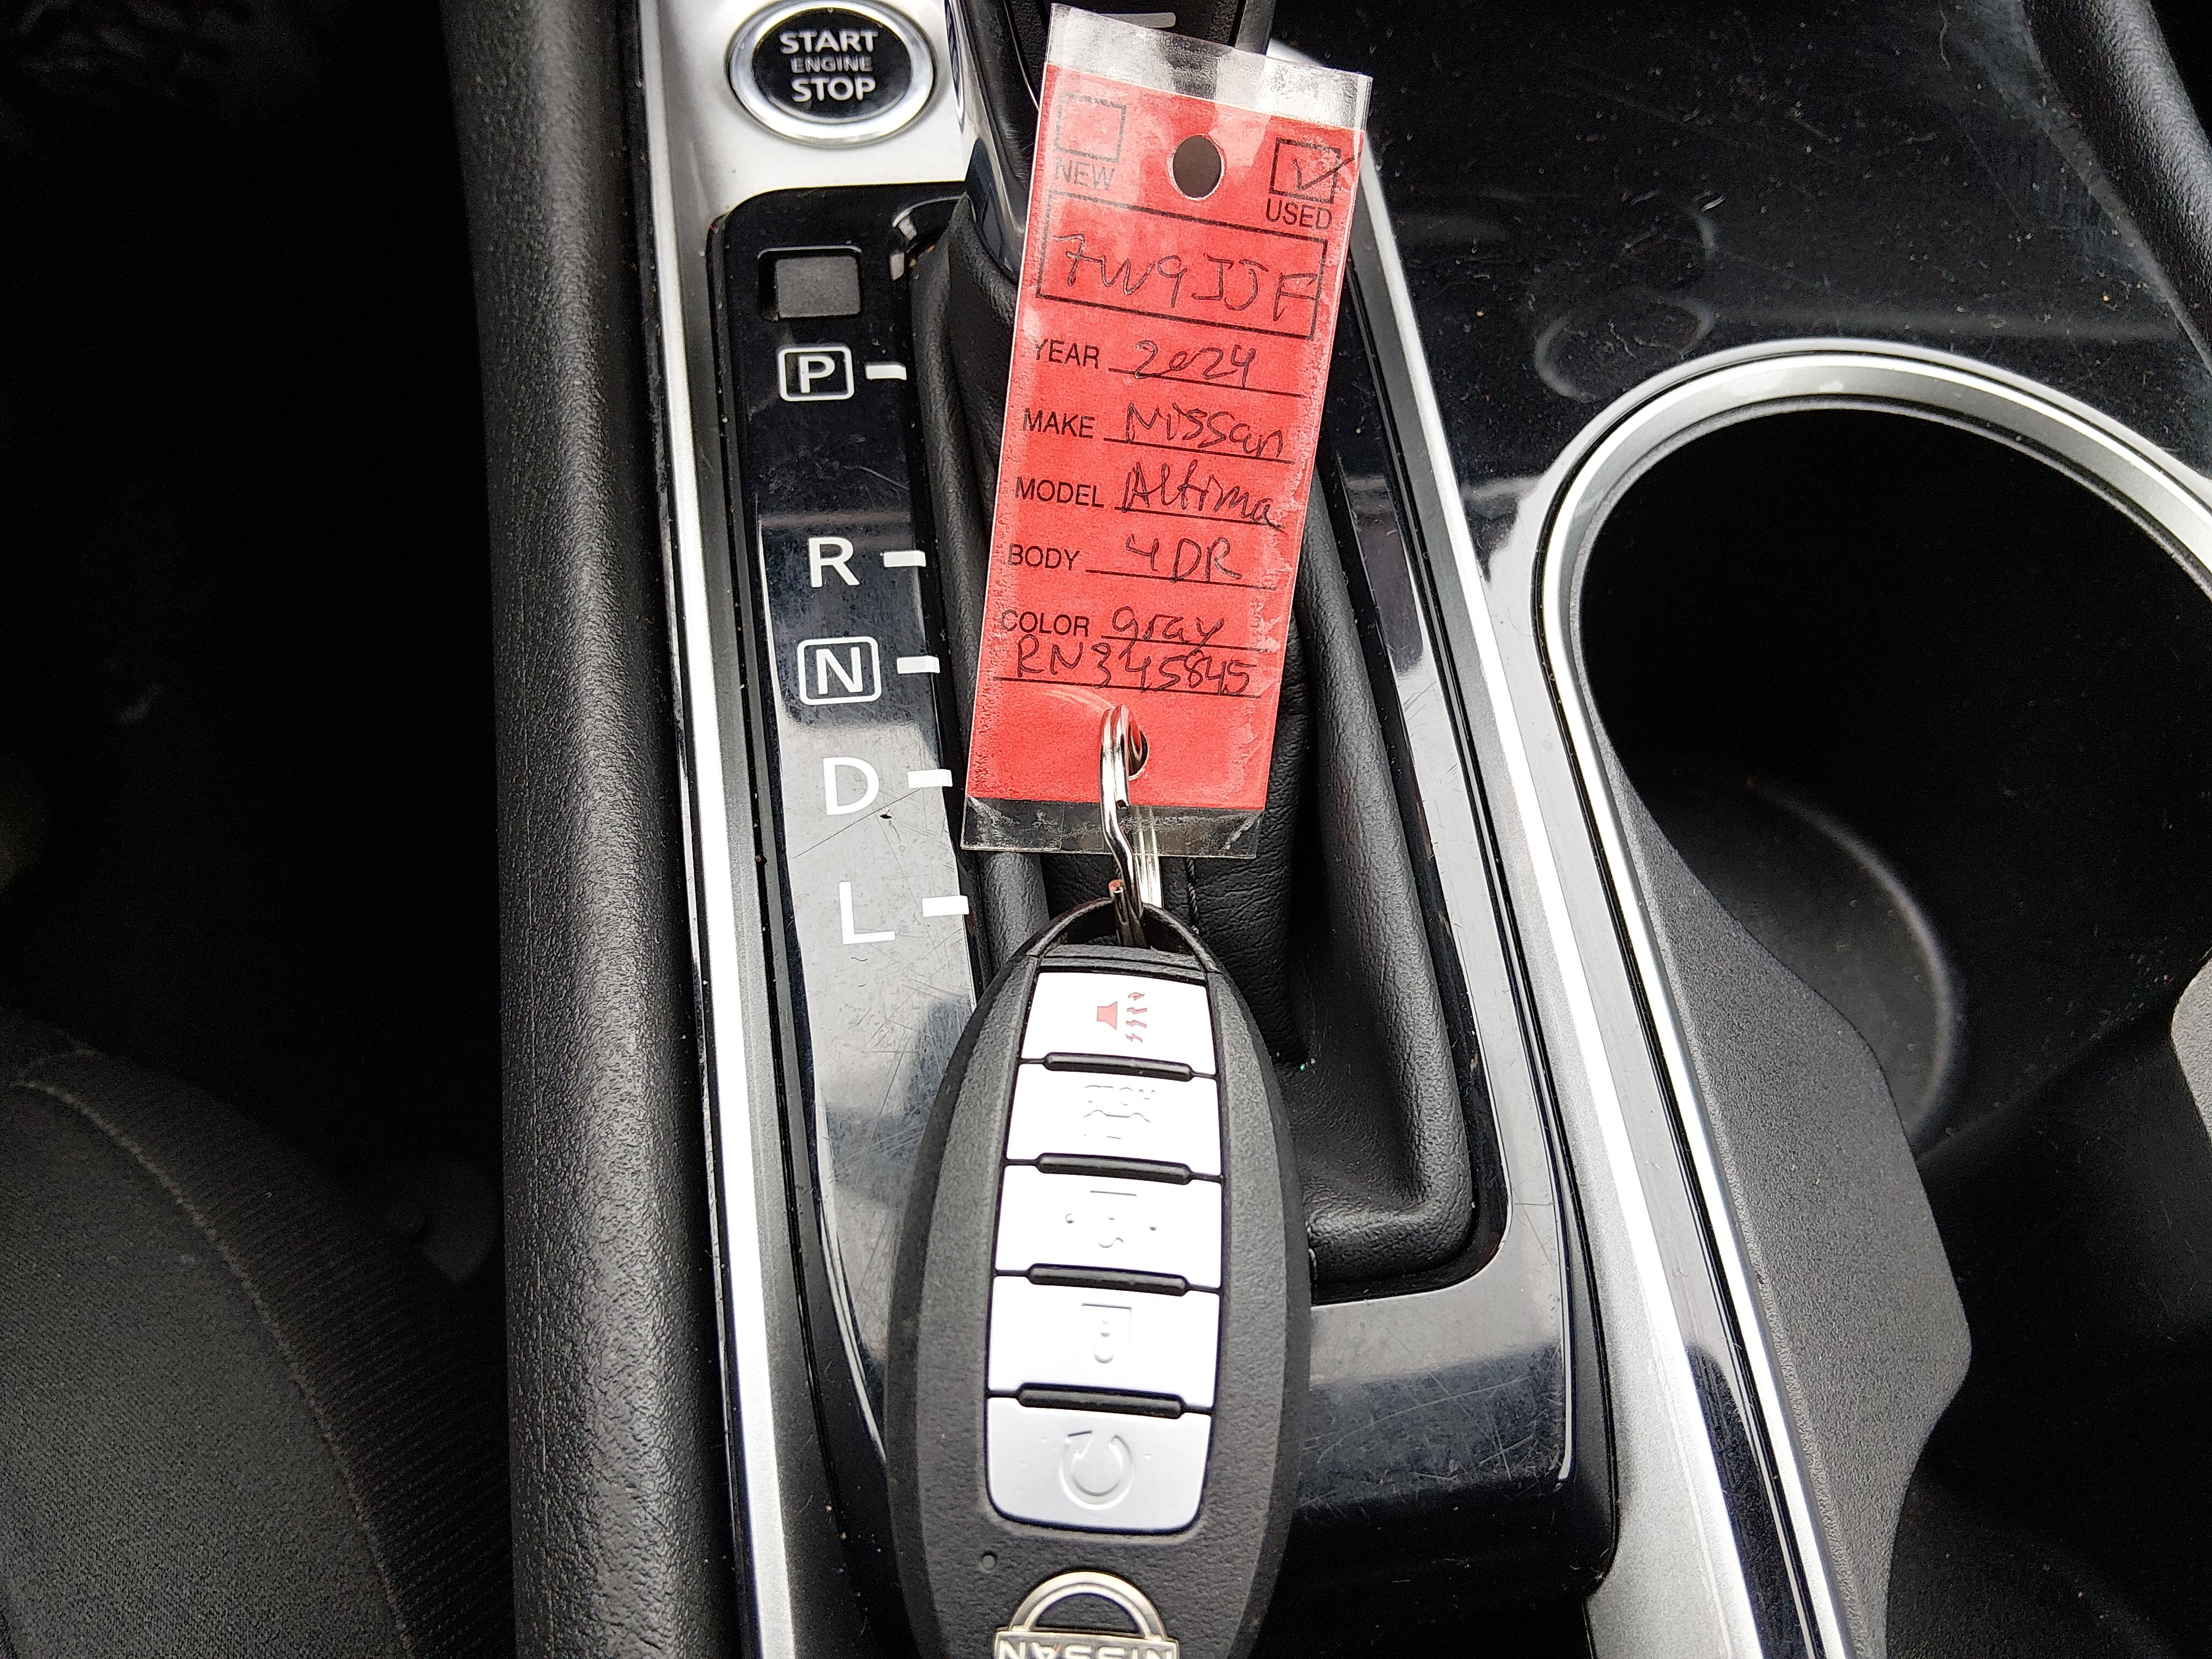 START
ENGINE
STOP
NEW
USED
7W9JJF
YEAR 2024
MAKE Nissan
MODEL Altima
BODY 4DR
COLOR gray
RN345845
P
R
N
D
L
NISSAN